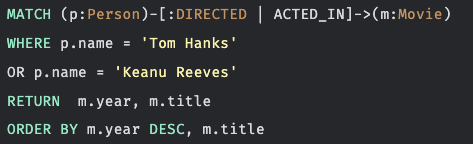 MATCH (p:Person)-[:DIRECTED | ACTED_IN]->(m:Movie)
WHERE p.name = 'Tom Hanks'
OR p.name = 'Keanu Reeves'
RETURN  m.year, m.title
ORDER BY m.year DESC, m.title